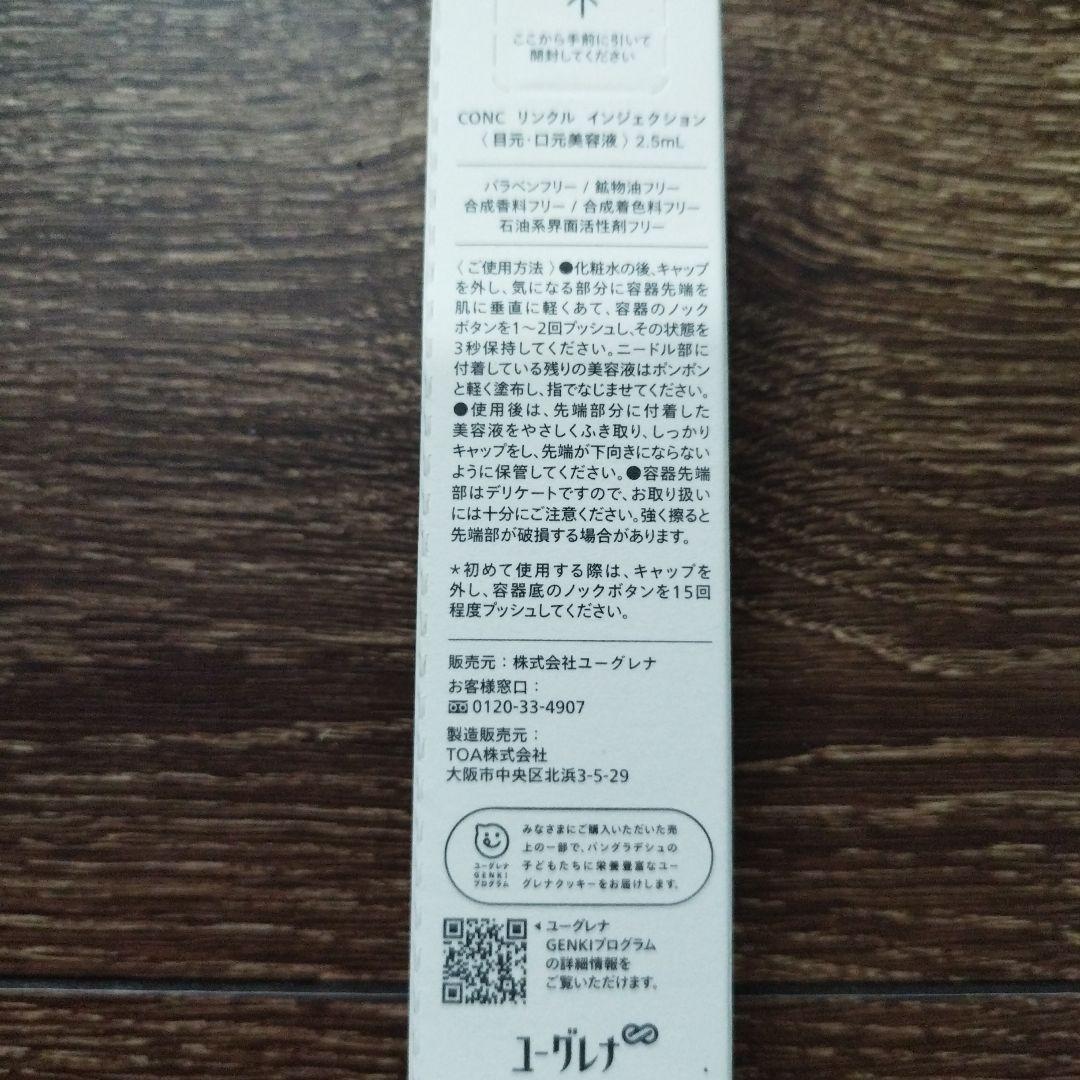 ここから手前に引いて
開封してください
CONC リンクル インジェクション
〈 目元・口元美容液 〉 2.5mL
パラベンフリー / 鉱物油フリー
合成香料フリー / 合成着色料フリー
石油系界面活性剤フリー
〈 ご使用方法 〉●化粧水の後、キャップ
を外し、気になる部分に容器先端を
肌に垂直に軽くあて、容器のノック
ボタンを1〜2回プッシュし、その状態を
3秒保持してください。ニードル部に
付着している残りの美容液はポンポン
と軽く塗布し、指でなじませてください。
●使用後は、先端部分に付着した
美容液をやさしくふき取り、しっかり
キャップをし、先端が下向きにならない
ように保管してください。●容器先端
部はデリケートですので、お取り扱い
には十分にご注意ください。強く擦ると
先端部が破損する場合があります。
*初めて使用する際は、キャップを
外し、容器底のノックボタンを15回
程度プッシュしてください。
販売元：株式会社ユーグレナ
お客様窓口：
0120-33-4907
製造販売元：
TOA株式会社
大阪市中央区北浜3-5-29
みなさまにご購入いただいた売
上の一部で、バングラデシュの
子どもたちに栄養豊富なユー
グレナクッキーをお届けします。
ユーグレナ
GENKI
プログラム
◀ ユーグレナ
GENKIプログラム
の詳細情報を
ご覧いただけます。
ユーグレナ